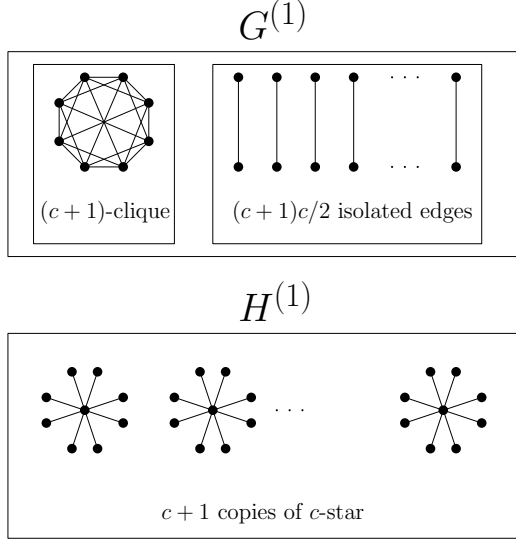 G^{(1)}
(c + 1)-clique
(c + 1)c/2 isolated edges
H^{(1)}
c + 1 copies of c-star